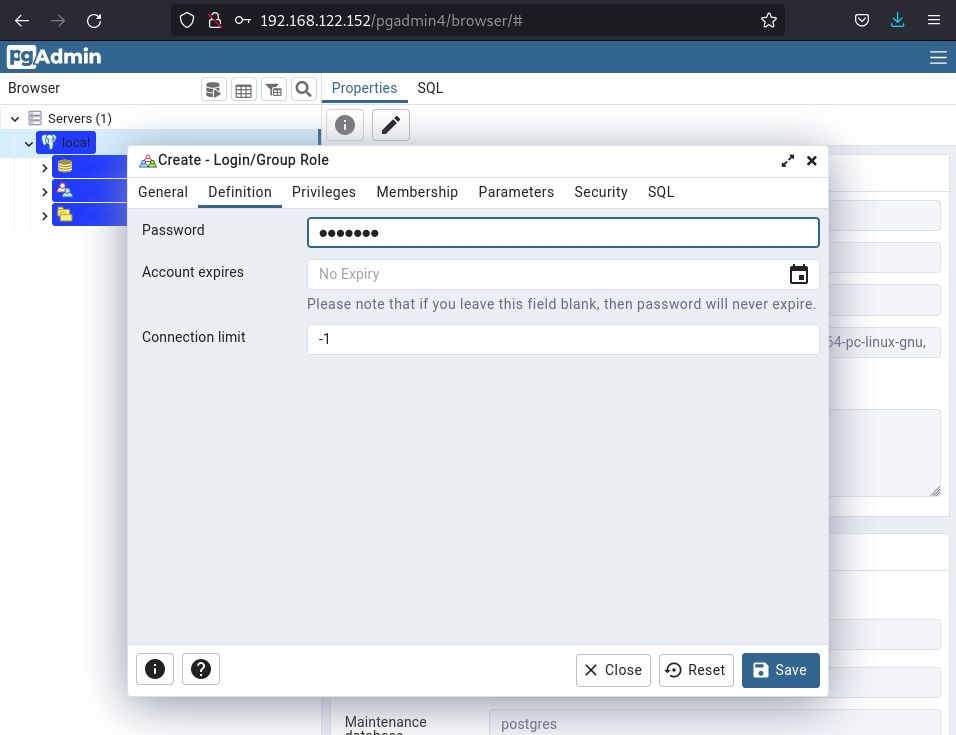 192.168.122.152/pgadmin4/browser/#
pgAdmin
Browser
Properties
SQL
Servers (1)
local
Create - Login/Group Role
General
Definition
Privileges
Membership
Parameters
Security
SQL
Password
●●●●●●●
Account expires
No Expiry
Please note that if you leave this field blank, then password will never expire.
Connection limit
-1
64-pc-linux-gnu,
Close
Reset
Save
Maintenance
database
postgres